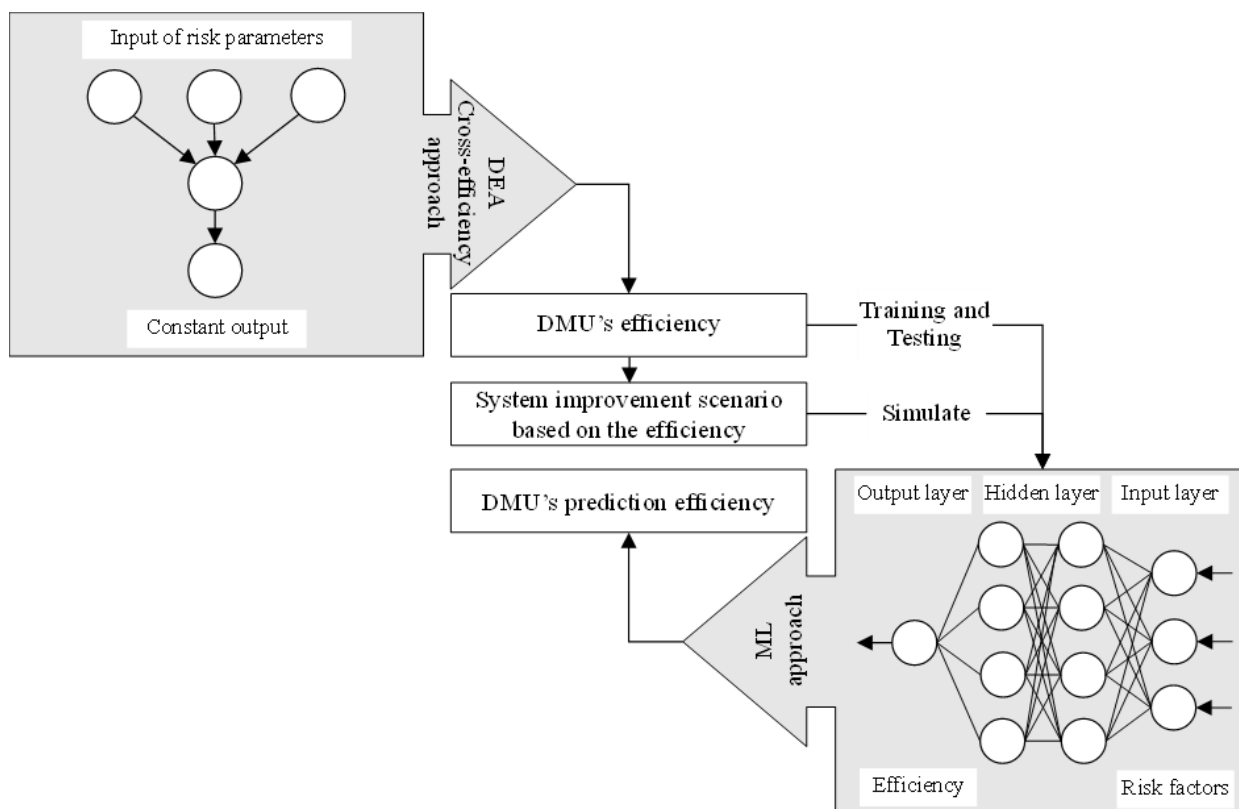 Input of risk parameters
Constant output
DEA
Cross-efficiency
approach
DMU's efficiency
Training and
Testing
System improvement scenario
based on the efficiency
Simulate
DMU's prediction efficiency
Output layer
Hidden layer
Input layer
ML
approach
Efficiency
Risk factors